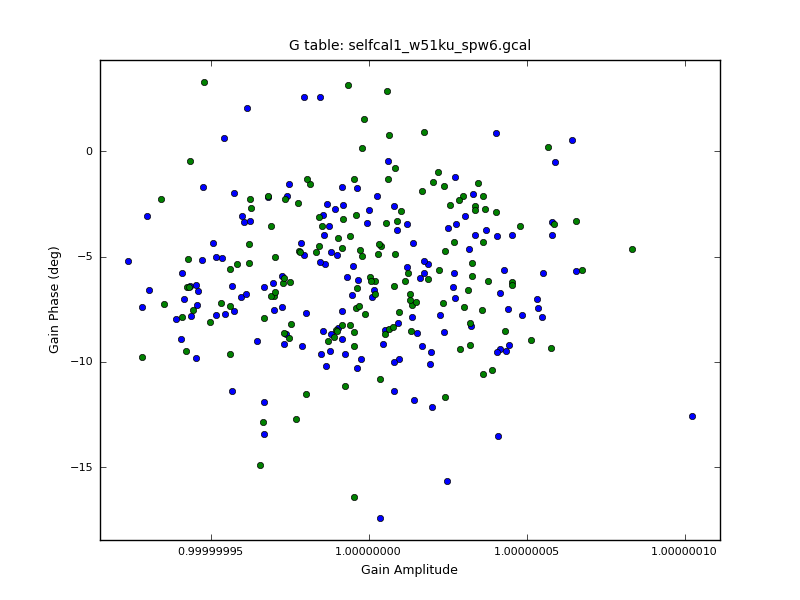 G table: selfcal1_w51ku_spw6.gcal
Gain Phase (deg)
0
−5
−10
−15
0.99999995
1.00000000
1.00000005
1.00000010
Gain Amplitude